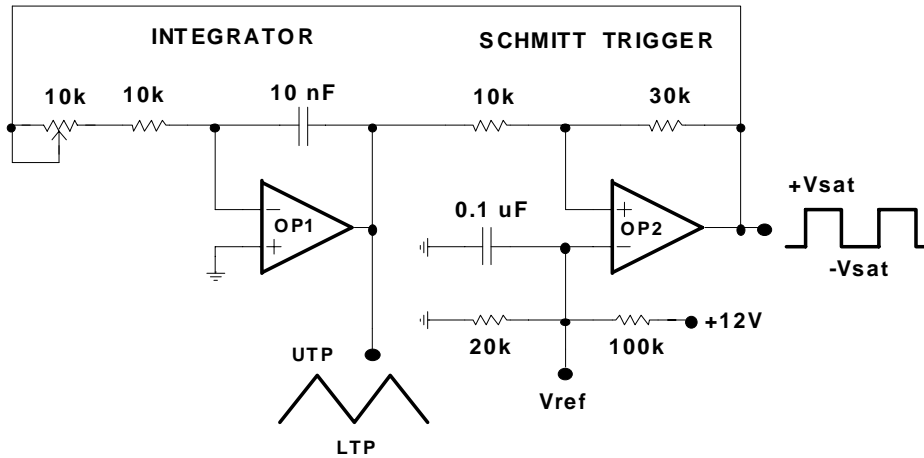 INTEGRATOR
SCHMITT TRIGGER
10k
10k
10 nF
10k
30k
OP1
0.1 uF
OP2
+Vsat
-Vsat
+12V
20k
100k
UTP
Vref
LTP